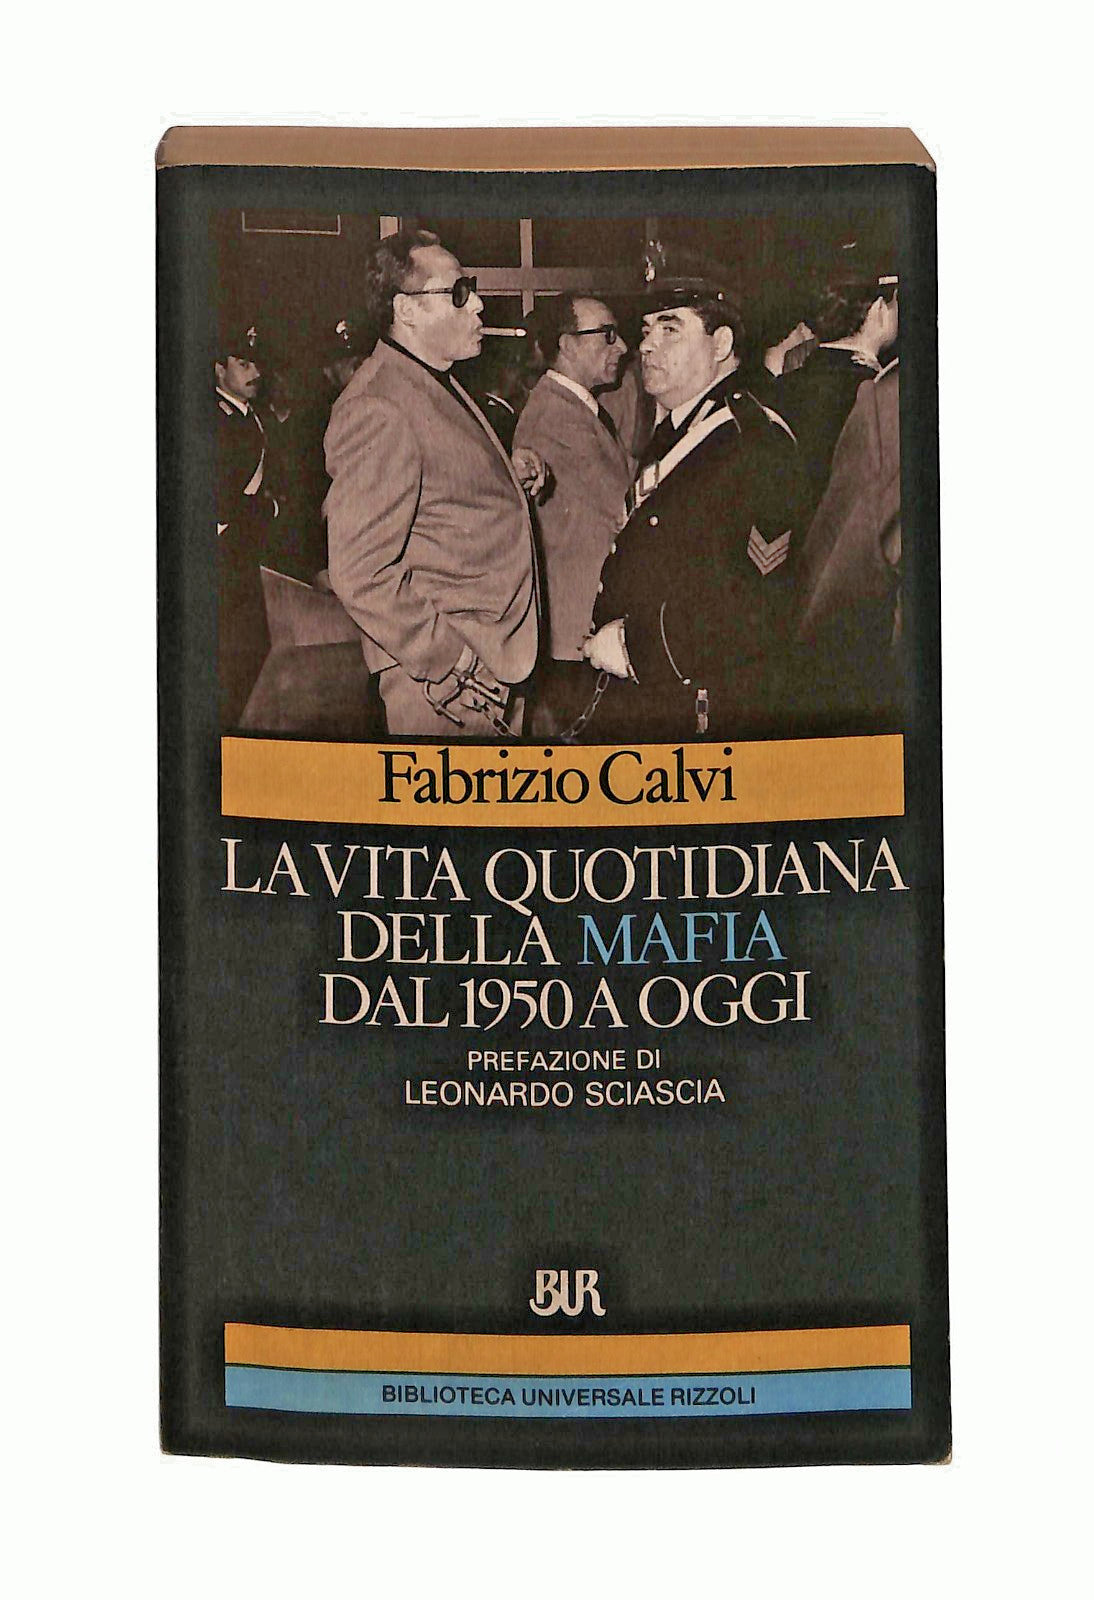 Fabrizio Calvi
LA VITA QUOTIDIANA
DELLA MAFIA
DAL 1950 A OGGI
PREFAZIONE DI
LEONARDO SCIASCIA
BUR
BIBLIOTECA UNIVERSALE RIZZOLI